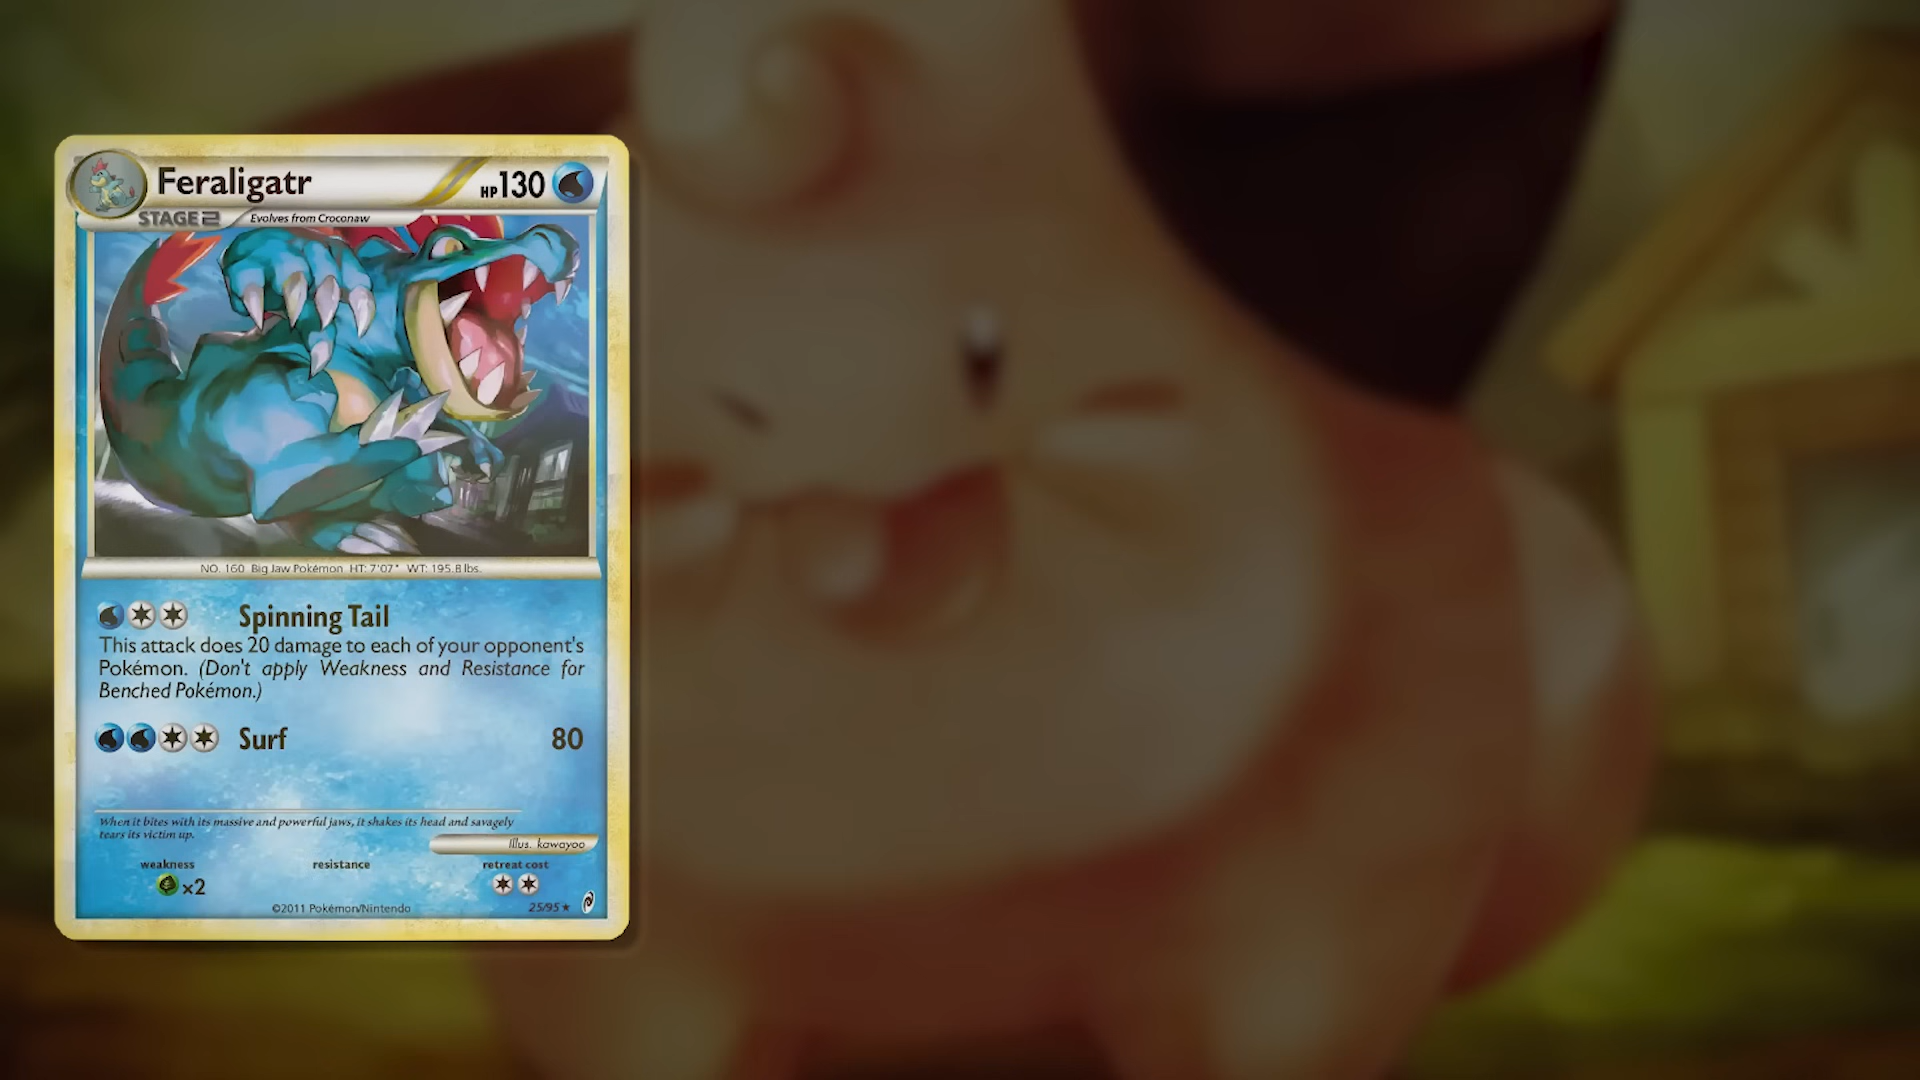 Feraligatr
HP 130
STAGE 2
Evolves from Croconaw
NO. 160 Big Jaw Pokémon HT: 7'07" WT: 195.8 lbs.
Spinning Tail
This attack does 20 damage to each of your opponent's
Pokémon. (Don't apply Weakness and Resistance for
Benched Pokémon.)
Surf 80
When it bites with its massive and powerful jaws, it shakes its head and savagely
tears its victim up.
Illus. kawayoo
weakness resistance retreat cost
x2
©2011 Pokémon/Nintendo
25/95★